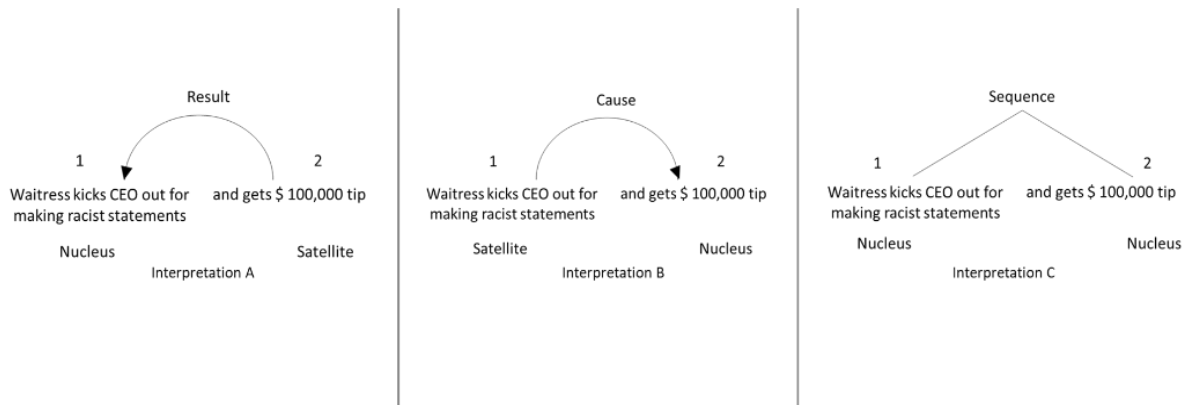 Result
1
2
Waitress kicks CEO out for
making racist statements
and gets $ 100,000 tip
Nucleus
Satellite
Interpretation A
Cause
1
2
Waitress kicks CEO out for
making racist statements
and gets $ 100,000 tip
Satellite
Nucleus
Interpretation B
Sequence
1
2
Waitress kicks CEO out for
making racist statements
and gets $ 100,000 tip
Nucleus
Nucleus
Interpretation C